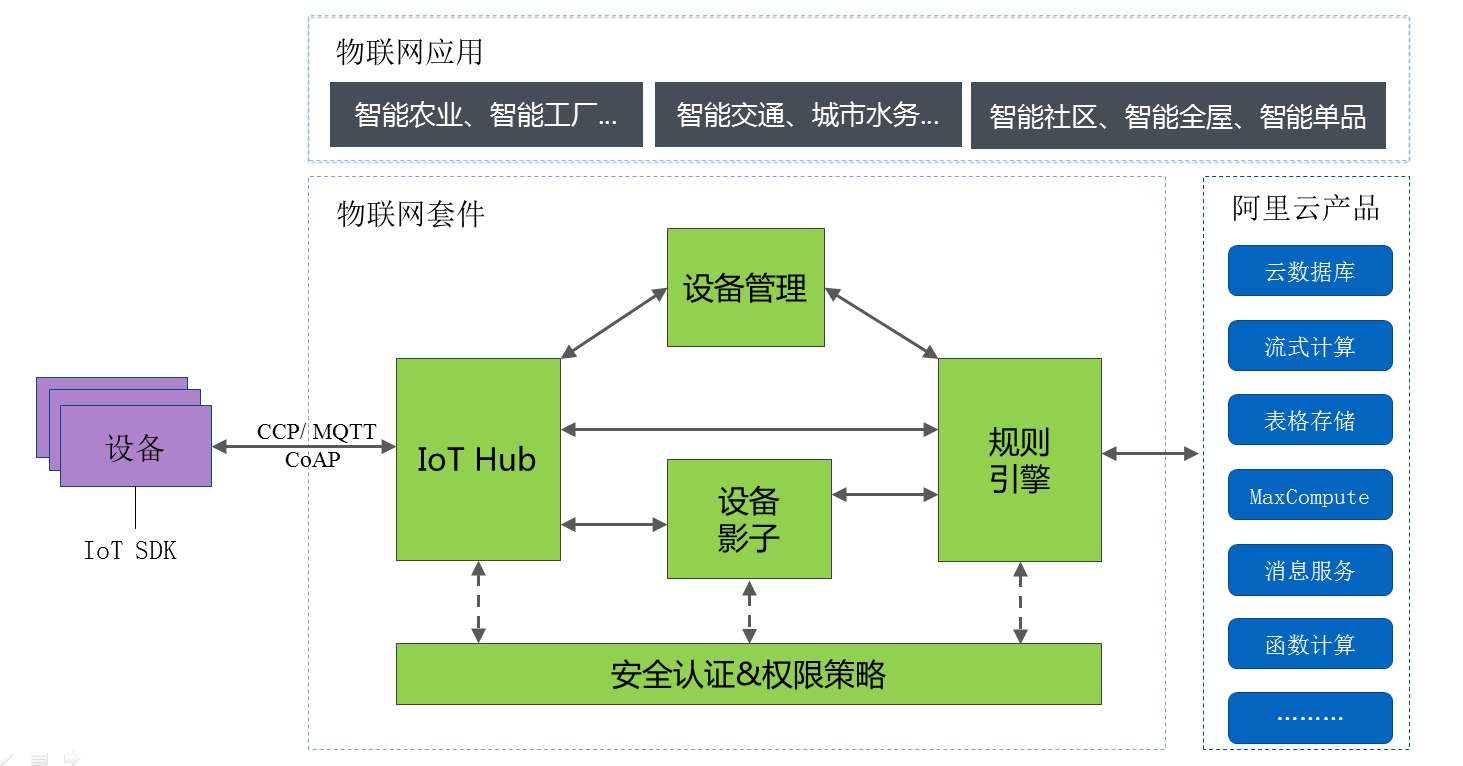 物联网应用
智能农业、智能工厂...
智能交通、城市水务...
智能社区、智能全屋、智能单品
物联网套件
设备管理
IoT Hub
设备
影子
规则
引擎
安全认证&权限策略
设备
IoT SDK
CCP/ MQTT
CoAP
阿里云产品
云数据库
流式计算
表格存储
MaxCompute
消息服务
函数计算
………